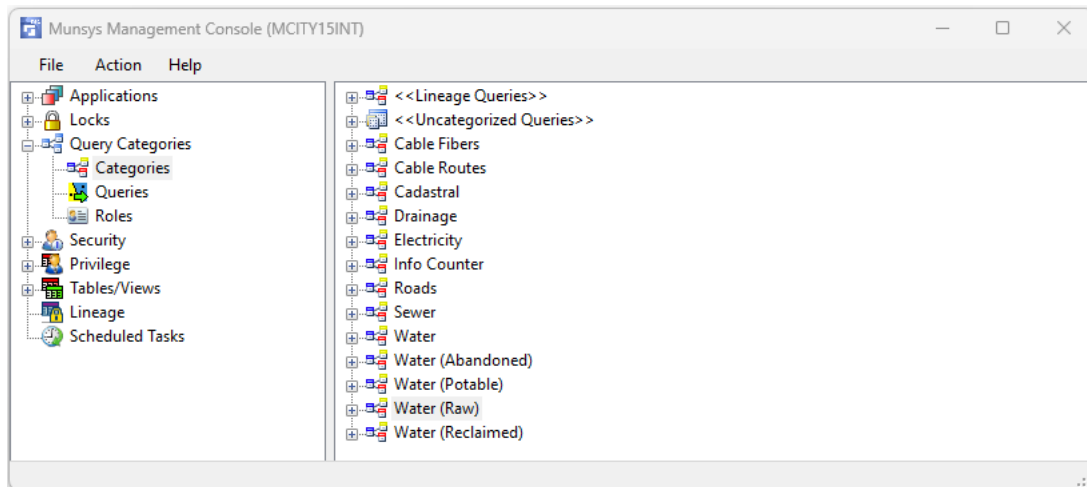 Munsys Management Console (MCITY15INT)
File Action Help
Applications
Locks
Query Categories
Categories
Queries
Roles
Security
Privilege
Tables/Views
Lineage
Scheduled Tasks
<<Lineage Queries>>
<<Uncategorized Queries>>
Cable Fibers
Cable Routes
Cadastral
Drainage
Electricity
Info Counter
Roads
Sewer
Water
Water (Abandoned)
Water (Potable)
Water (Raw)
Water (Reclaimed)